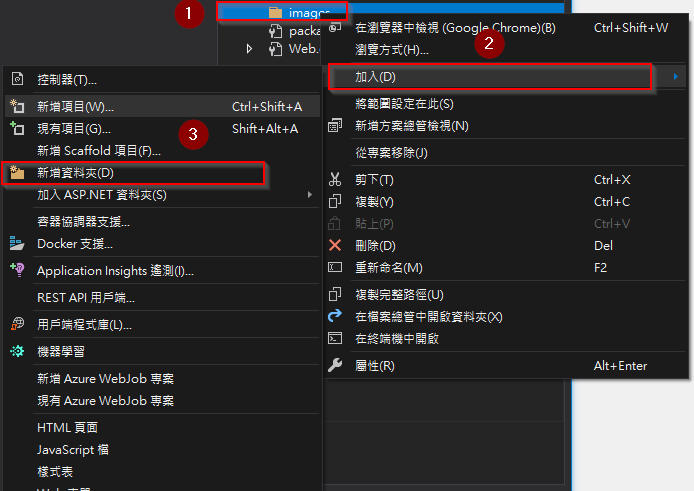 1
images
packa
Web.
2
在瀏覽器中檢視 (Google Chrome)(B) Ctrl+Shift+W
瀏覽方式(H)...
加入(D)
將範圍設定在此(S)
新增方案總管檢視(N)
從專案移除(J)
剪下(T) Ctrl+X
複製(Y) Ctrl+C
貼上(P) Ctrl+V
刪除(D) Del
重新命名(M) F2
複製完整路徑(U)
在檔案總管中開啟資料夾(X)
在終端機中開啟
屬性(R) Alt+Enter
控制器(T)...
新增項目(W)... Ctrl+Shift+A
現有項目(G)... Shift+Alt+A
3
新增 Scaffold 項目(F)...
新增資料夾(D)
加入 ASP.NET 資料夾(S)
容器協調器支援...
Docker 支援...
Application Insights 遙測(I)...
REST API 用戶端...
用戶端程式庫(L)...
機器學習
新增 Azure WebJob 專案
現有 Azure WebJob 專案
HTML 頁面
JavaScript 檔
樣式表